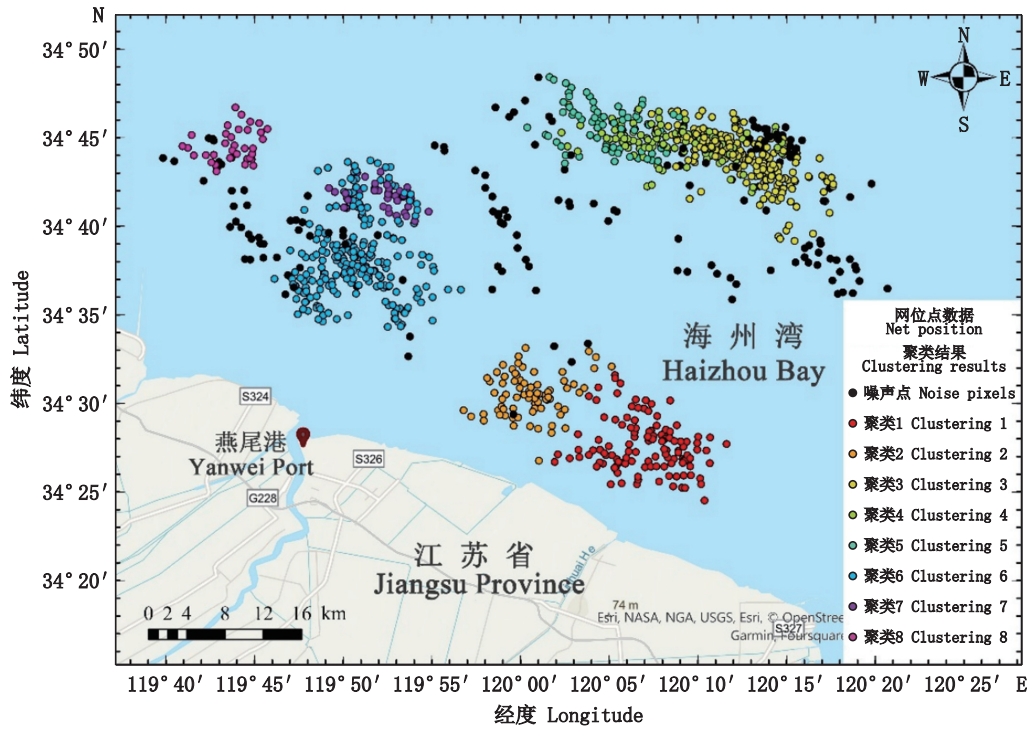 N
34°50′
34°45′
34°40′
34°35′
34°30′
34°25′
34°20′
纬度 Latitude
N
W
E
S
海州湾
Haizhou Bay
S324
燕尾港
Yanwei Port
S326
G228
江苏省
Jiangsu Province
74 m
Esri, NASA, NGA, USGS, Esri, © OpenStree
Garmin, Foursquare
S327
0 2 4 8 12 16 km
网位点数据
Net position
聚类结果
Clustering results
噪声点 Noise pixels
聚类1 Clustering 1
聚类2 Clustering 2
聚类3 Clustering 3
聚类4 Clustering 4
聚类5 Clustering 5
聚类6 Clustering 6
聚类7 Clustering 7
聚类8 Clustering 8
119°40′ 119°45′ 119°50′ 119°55′ 120°00′ 120°05′ 120°10′ 120°15′ 120°20′ 120°25′ E
经度 Longitude